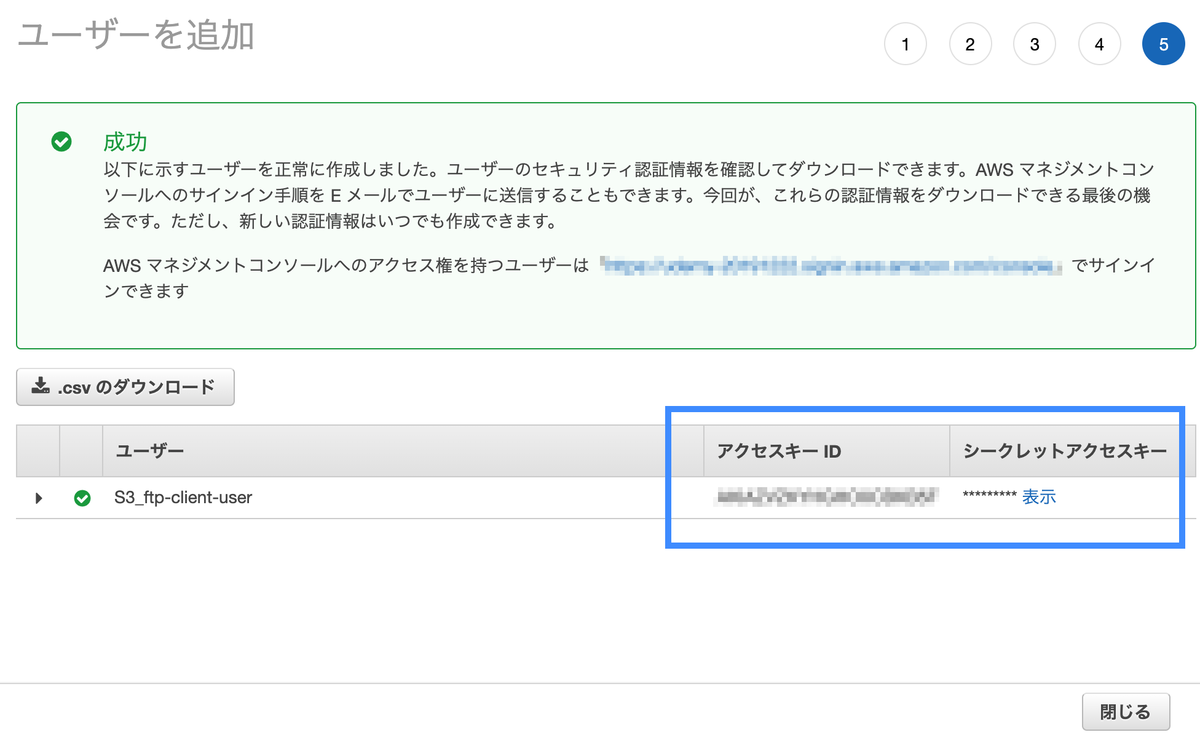 ユーザーを追加
1 2 3 4 5
成功
以下に示すユーザーを正常に作成しました。ユーザーのセキュリティ認証情報を確認してダウンロードできます。AWS マネジメントコン
ソールへのサインイン手順を E メールでユーザーに送信することもできます。今回が、これらの認証情報をダウンロードできる最後の機
会です。ただし、新しい認証情報はいつでも作成できます。
AWS マネジメントコンソールへのアクセス権を持つユーザーは でサインイ
ンできます
.csv のダウンロード
ユーザー アクセスキー ID シークレットアクセスキー
S3_ftp-client-user ********* 表示
閉じる